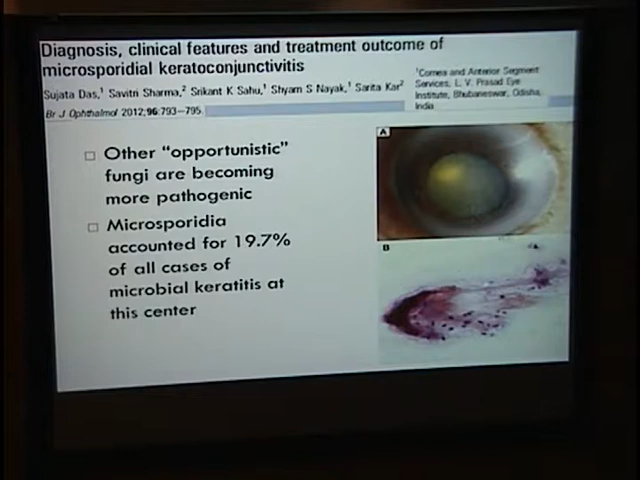 Diagnosis, clinical features and treatment outcome of
microsporidial keratoconjunctivitis
Sujata Das,¹ Savitri Sharma,² Srikant K Sahu,¹ Shyam S Nayak,¹ Sarita Kar²
¹Cornea and Anterior Segment
Services, L. V. Prasad Eye
Institute, Bhubaneswar, Odisha,
India
Br J Ophthalmol 2012;96:793–795.
Other “opportunistic”
fungi are becoming
more pathogenic
Microsporidia
accounted for 19.7%
of all cases of
microbial keratitis at
this center
A
B